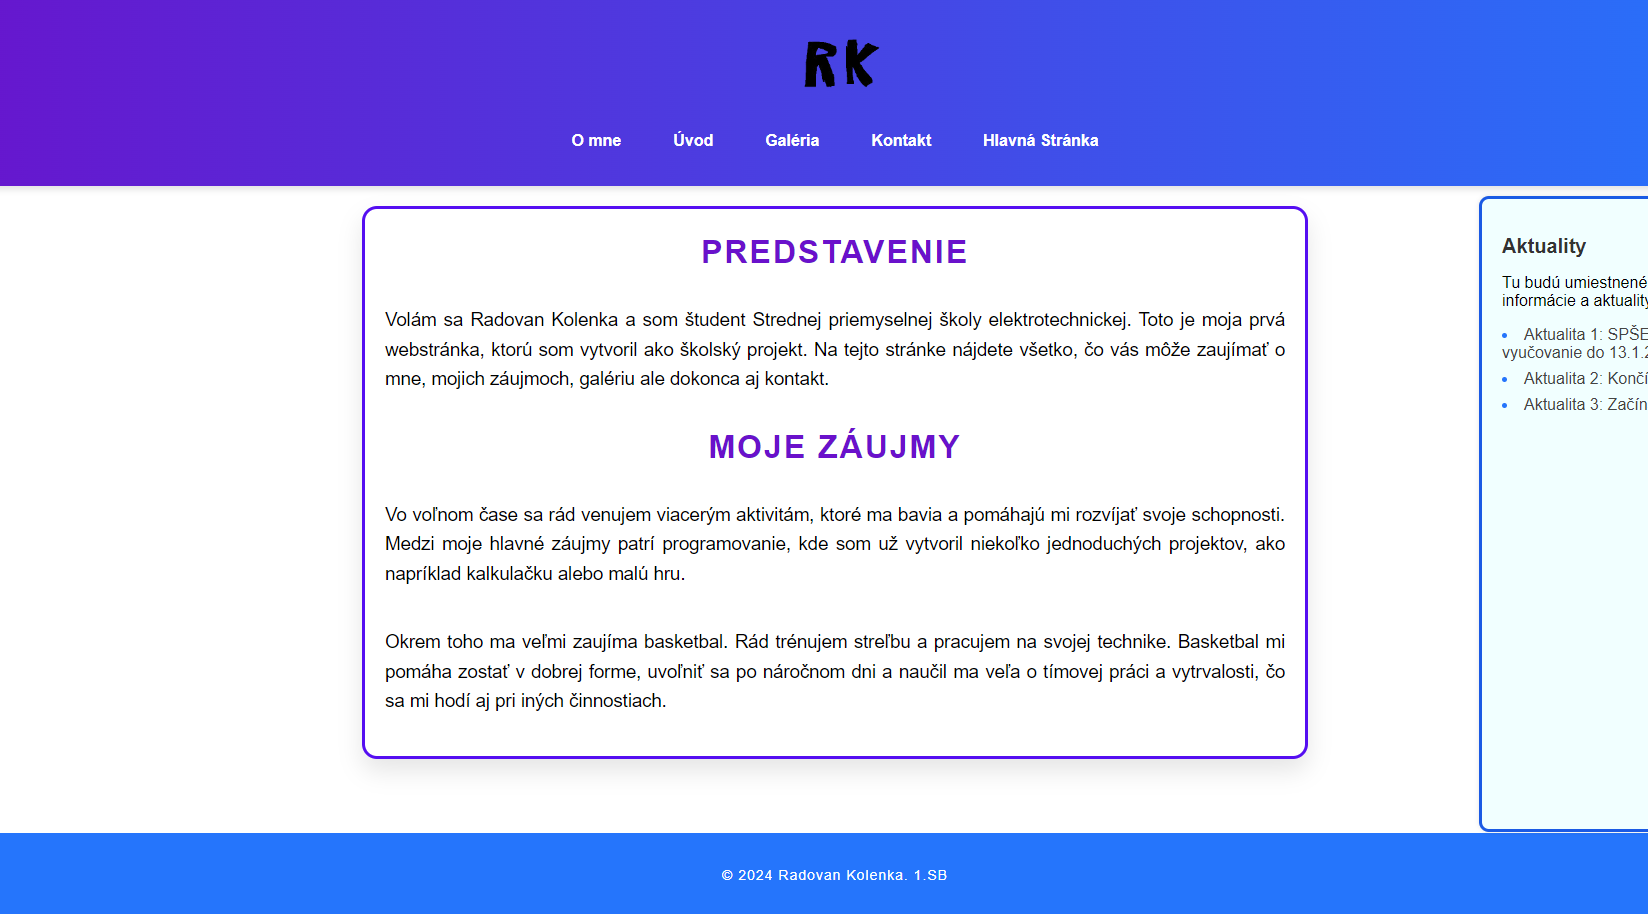 RK
O mne Úvod Galéria Kontakt Hlavná Stránka
PREDSTAVENIE
Volám sa Radovan Kolenka a som študent Strednej priemyselnej školy elektrotechnickej. Toto je moja prvá
webstránka, ktorú som vytvoril ako školský projekt. Na tejto stránke nájdete všetko, čo vás môže zaujímať o
mne, mojich záujmoch, galériu ale dokonca aj kontakt.
MOJE ZÁUJMY
Vo voľnom čase sa rád venujem viacerým aktivitám, ktoré ma bavia a pomáhajú mi rozvíjať svoje schopnosti.
Medzi moje hlavné záujmy patrí programovanie, kde som už vytvoril niekoľko jednoduchých projektov, ako
napríklad kalkulačku alebo malú hru.
Okrem toho ma veľmi zaujíma basketbal. Rád trénujem streľbu a pracujem na svojej technike. Basketbal mi
pomáha zostať v dobrej forme, uvoľniť sa po náročnom dni a naučil ma veľa o tímovej práci a vytrvalosti, čo
sa mi hodí aj pri iných činnostiach.
Aktuality
Tu budú umiestnené
informácie a aktuality
Aktualita 1: SPŠE
vyučovanie do 13.1.2
Aktualita 2: Končí
Aktualita 3: Začín
© 2024 Radovan Kolenka. 1.SB